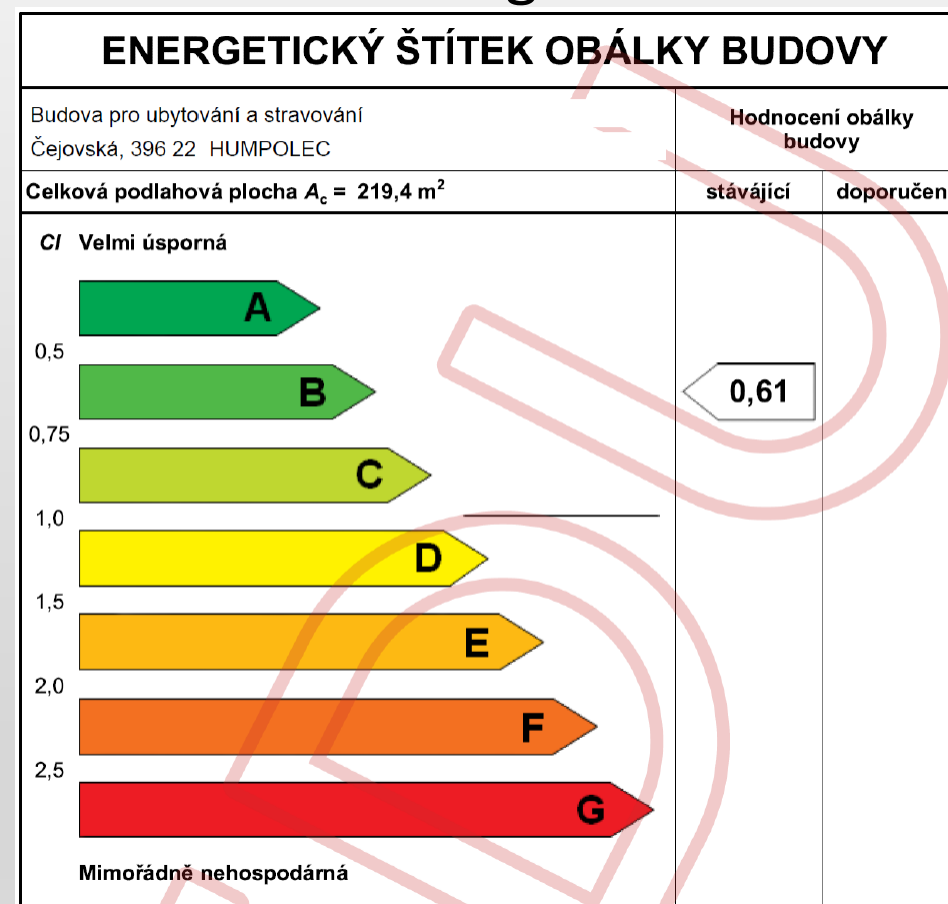 ENERGETICKÝ ŠTÍTEK OBÁLKY BUDOVY
Budova pro ubytování a stravování
Čejovská, 396 22 HUMPOLEC
Hodnocení obálky
budovy
Celková podlahová plocha Ac = 219,4 m²
stávající
doporučen
CI Velmi úsporná
A
0,5
B
0,61
0,75
C
1,0
D
1,5
E
2,0
F
2,5
G
Mimořádně nehospodárná